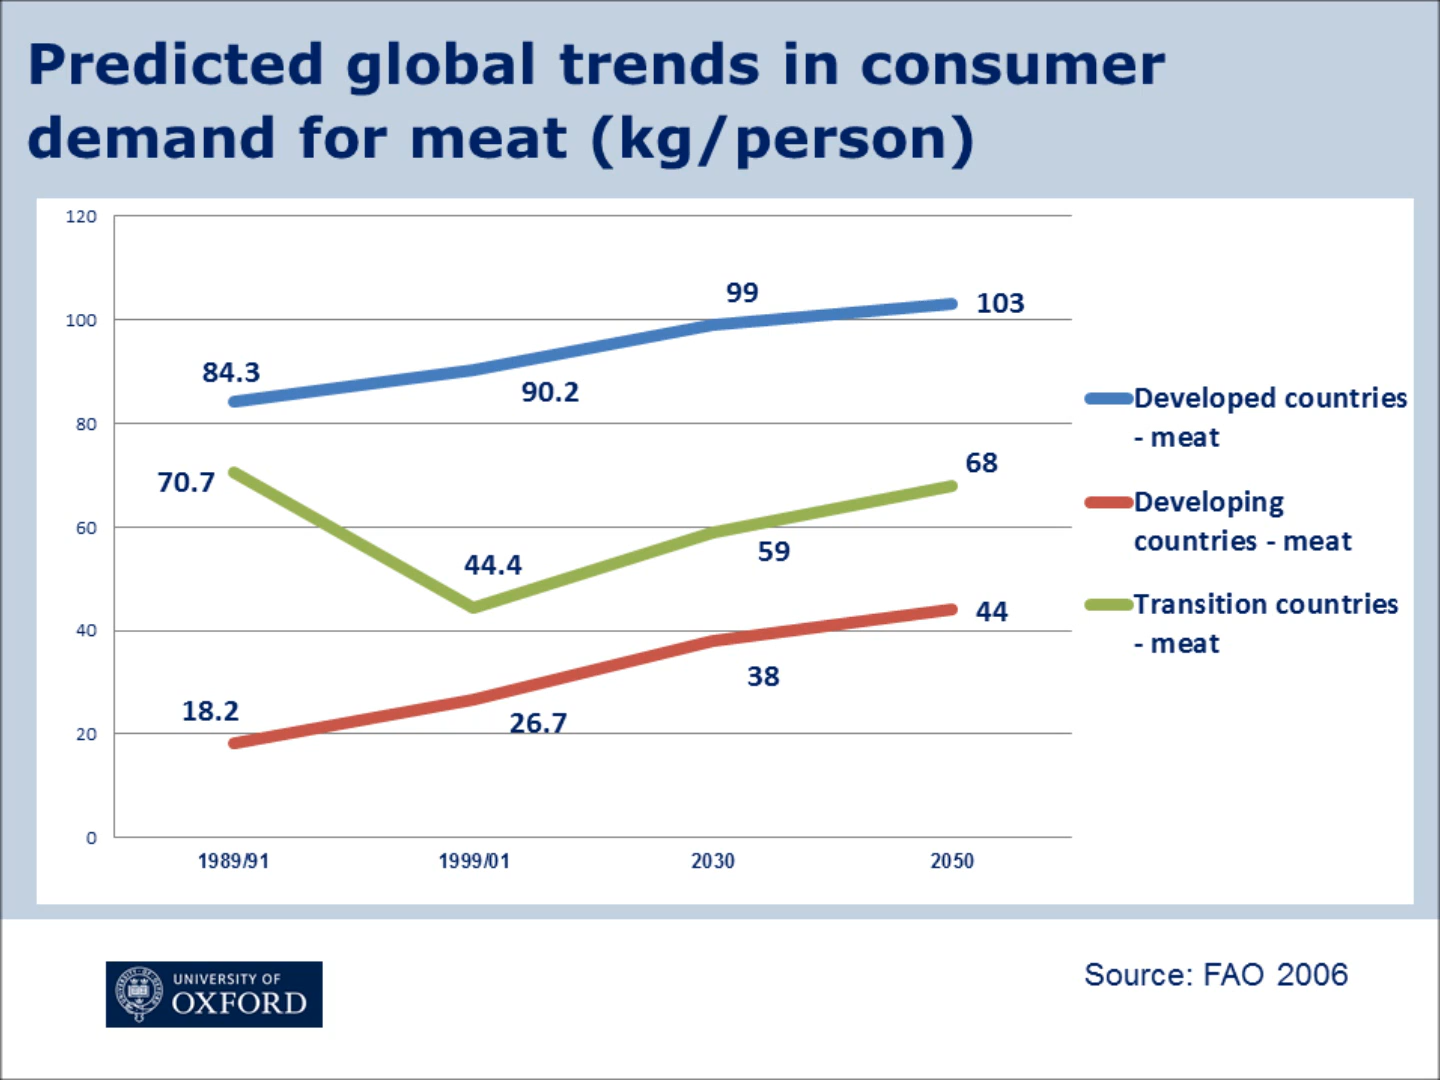 Predicted global trends in consumer
demand for meat (kg/person)
120
100
80
60
40
20
0
84.3
90.2
99
103
70.7
44.4
59
68
18.2
26.7
38
44
1989/91
1999/01
2030
2050
Developed countries
- meat
Developing
countries - meat
Transition countries
- meat
UNIVERSITY OF
OXFORD
Source: FAO 2006